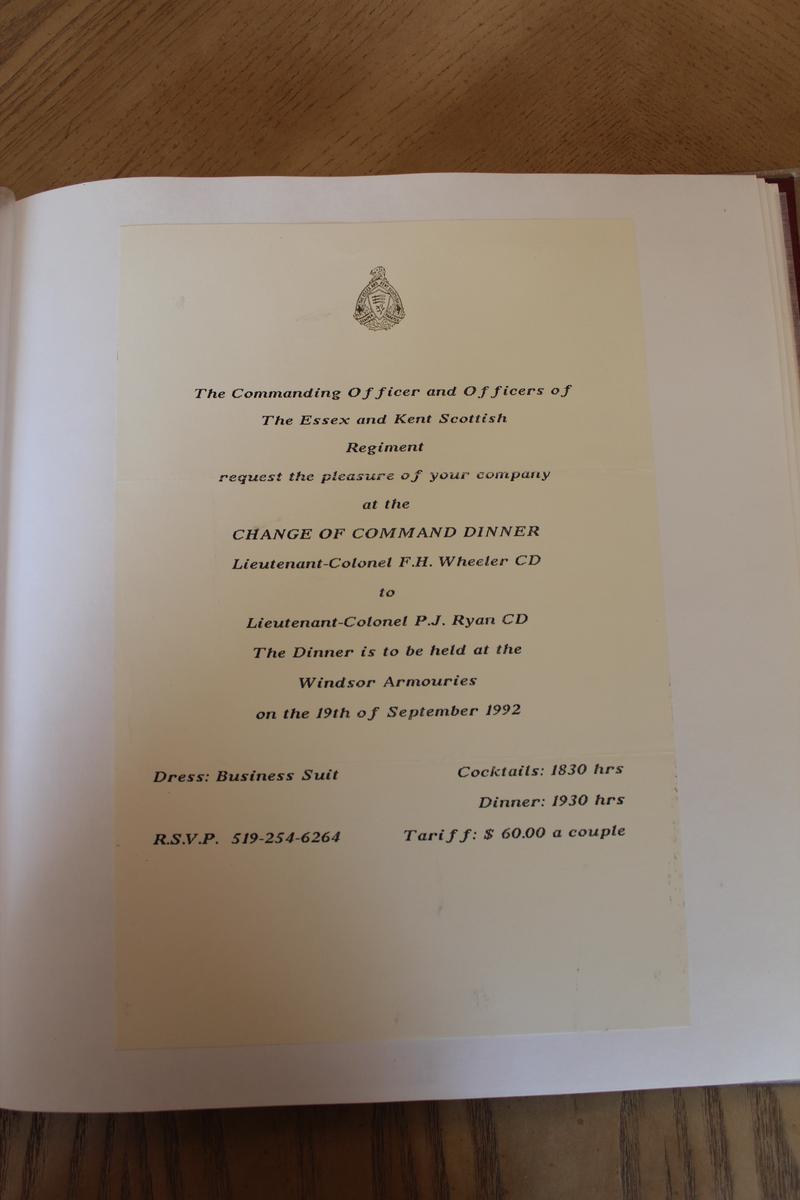 The Commanding Officer and Officers of
The Essex and Kent Scottish
Regiment
request the pleasure of your company
at the
CHANGE OF COMMAND DINNER
Lieutenant-Colonel F.H. Wheeler CD
to
Lieutenant-Colonel P.J. Ryan CD
The Dinner is to be held at the
Windsor Armouries
on the 19th of September 1992
Dress: Business Suit
Cocktails: 1830 hrs
Dinner: 1930 hrs
R.S.V.P. 519-254-6264
Tariff: $ 60.00 a couple